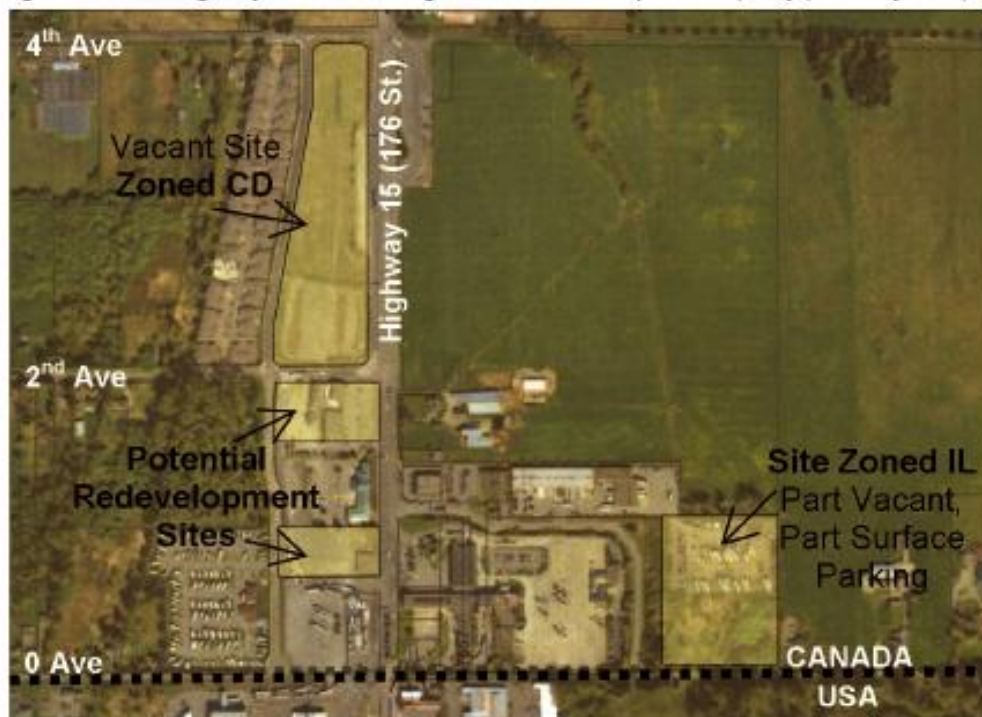 4th Ave
Vacant Site
Zoned CD
Highway 15 (176 St.)
2nd Ave
Potential
Redevelopment
Sites
Site Zoned IL
Part Vacant,
Part Surface
Parking
0 Ave
CANADA
USA